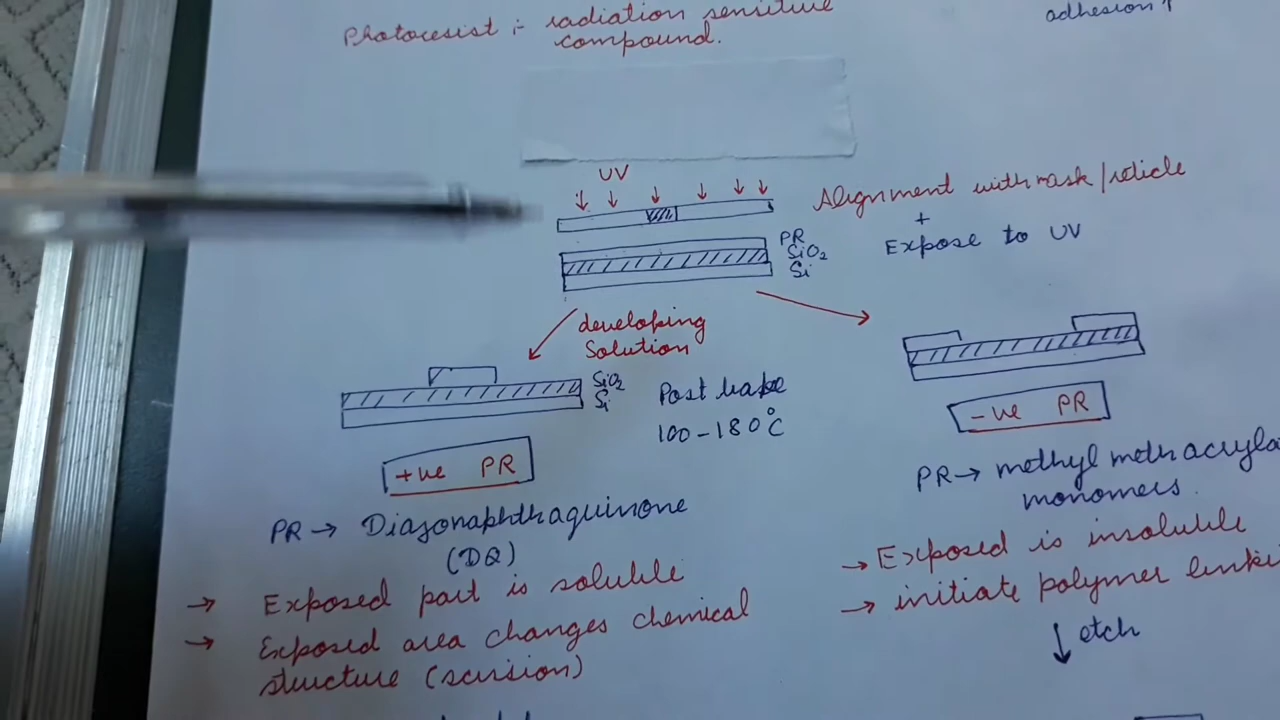 Photoresist :- radiation sensitive
compound.
adhesion ↑
UV
Alignment with mask/reticle
+
Expose to UV
PR
SiO2
Si
developing
Solution
SiO2
Si
Post bake
100-180°C
+ve PR
-ve PR
PR → Diazonaphthaquinone
(DQ)
→ Exposed part is soluble
→ Exposed area changes chemical
structure (scission)
PR → methyl methacryla
monomers.
→ Exposed is insoluble
→ initiate polymer linki
↓ etch